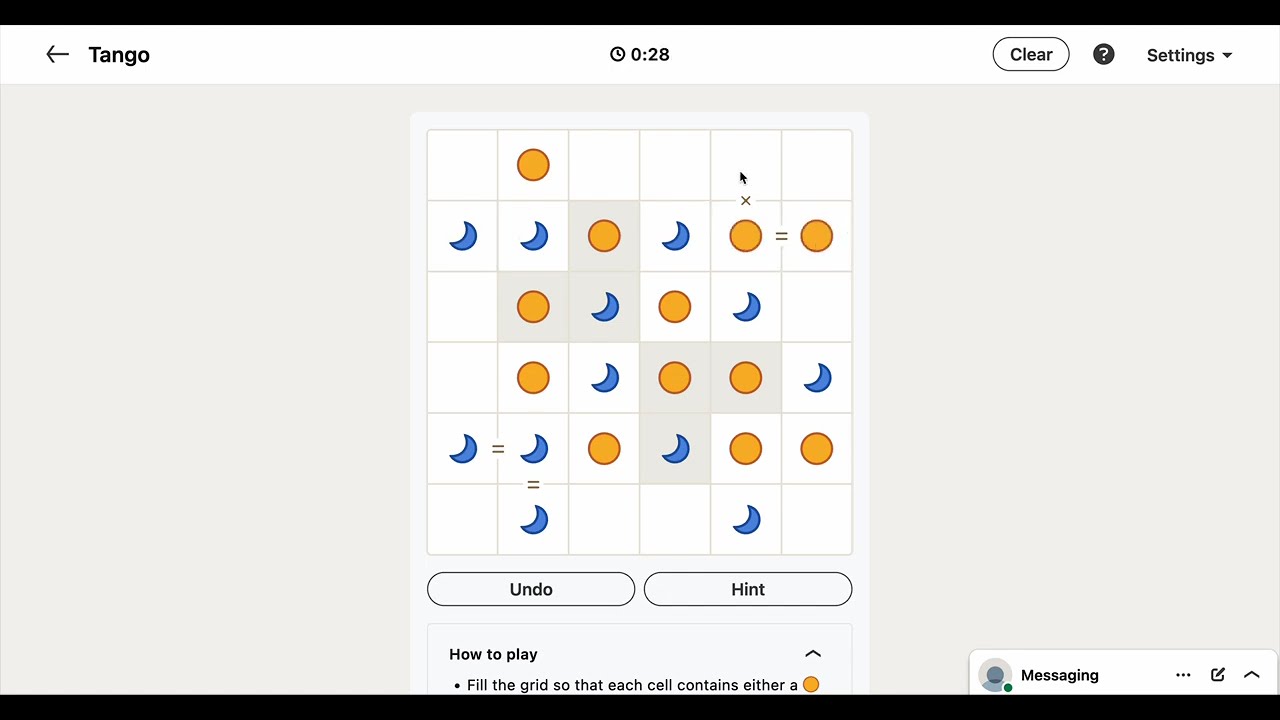 Tango
0:28
Clear
?
Settings
×
=
=
=
Undo
Hint
How to play
• Fill the grid so that each cell contains either a
Messaging